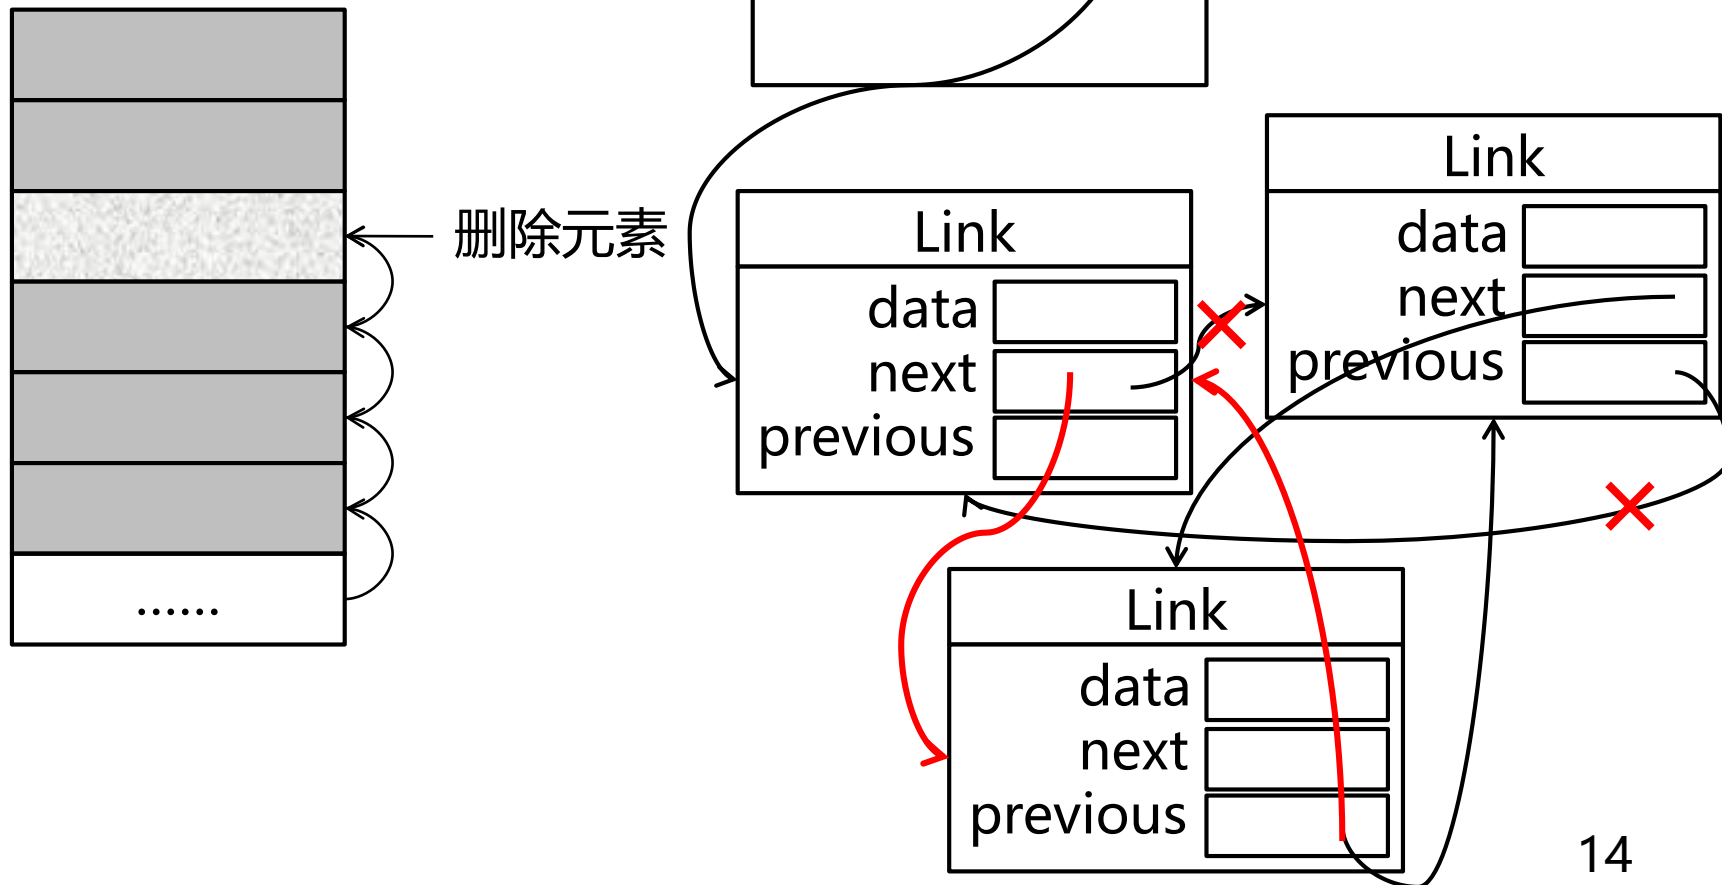 删除元素
......
Link
data
next
previous
Link
data
next
previous
Link
data
next
previous
14